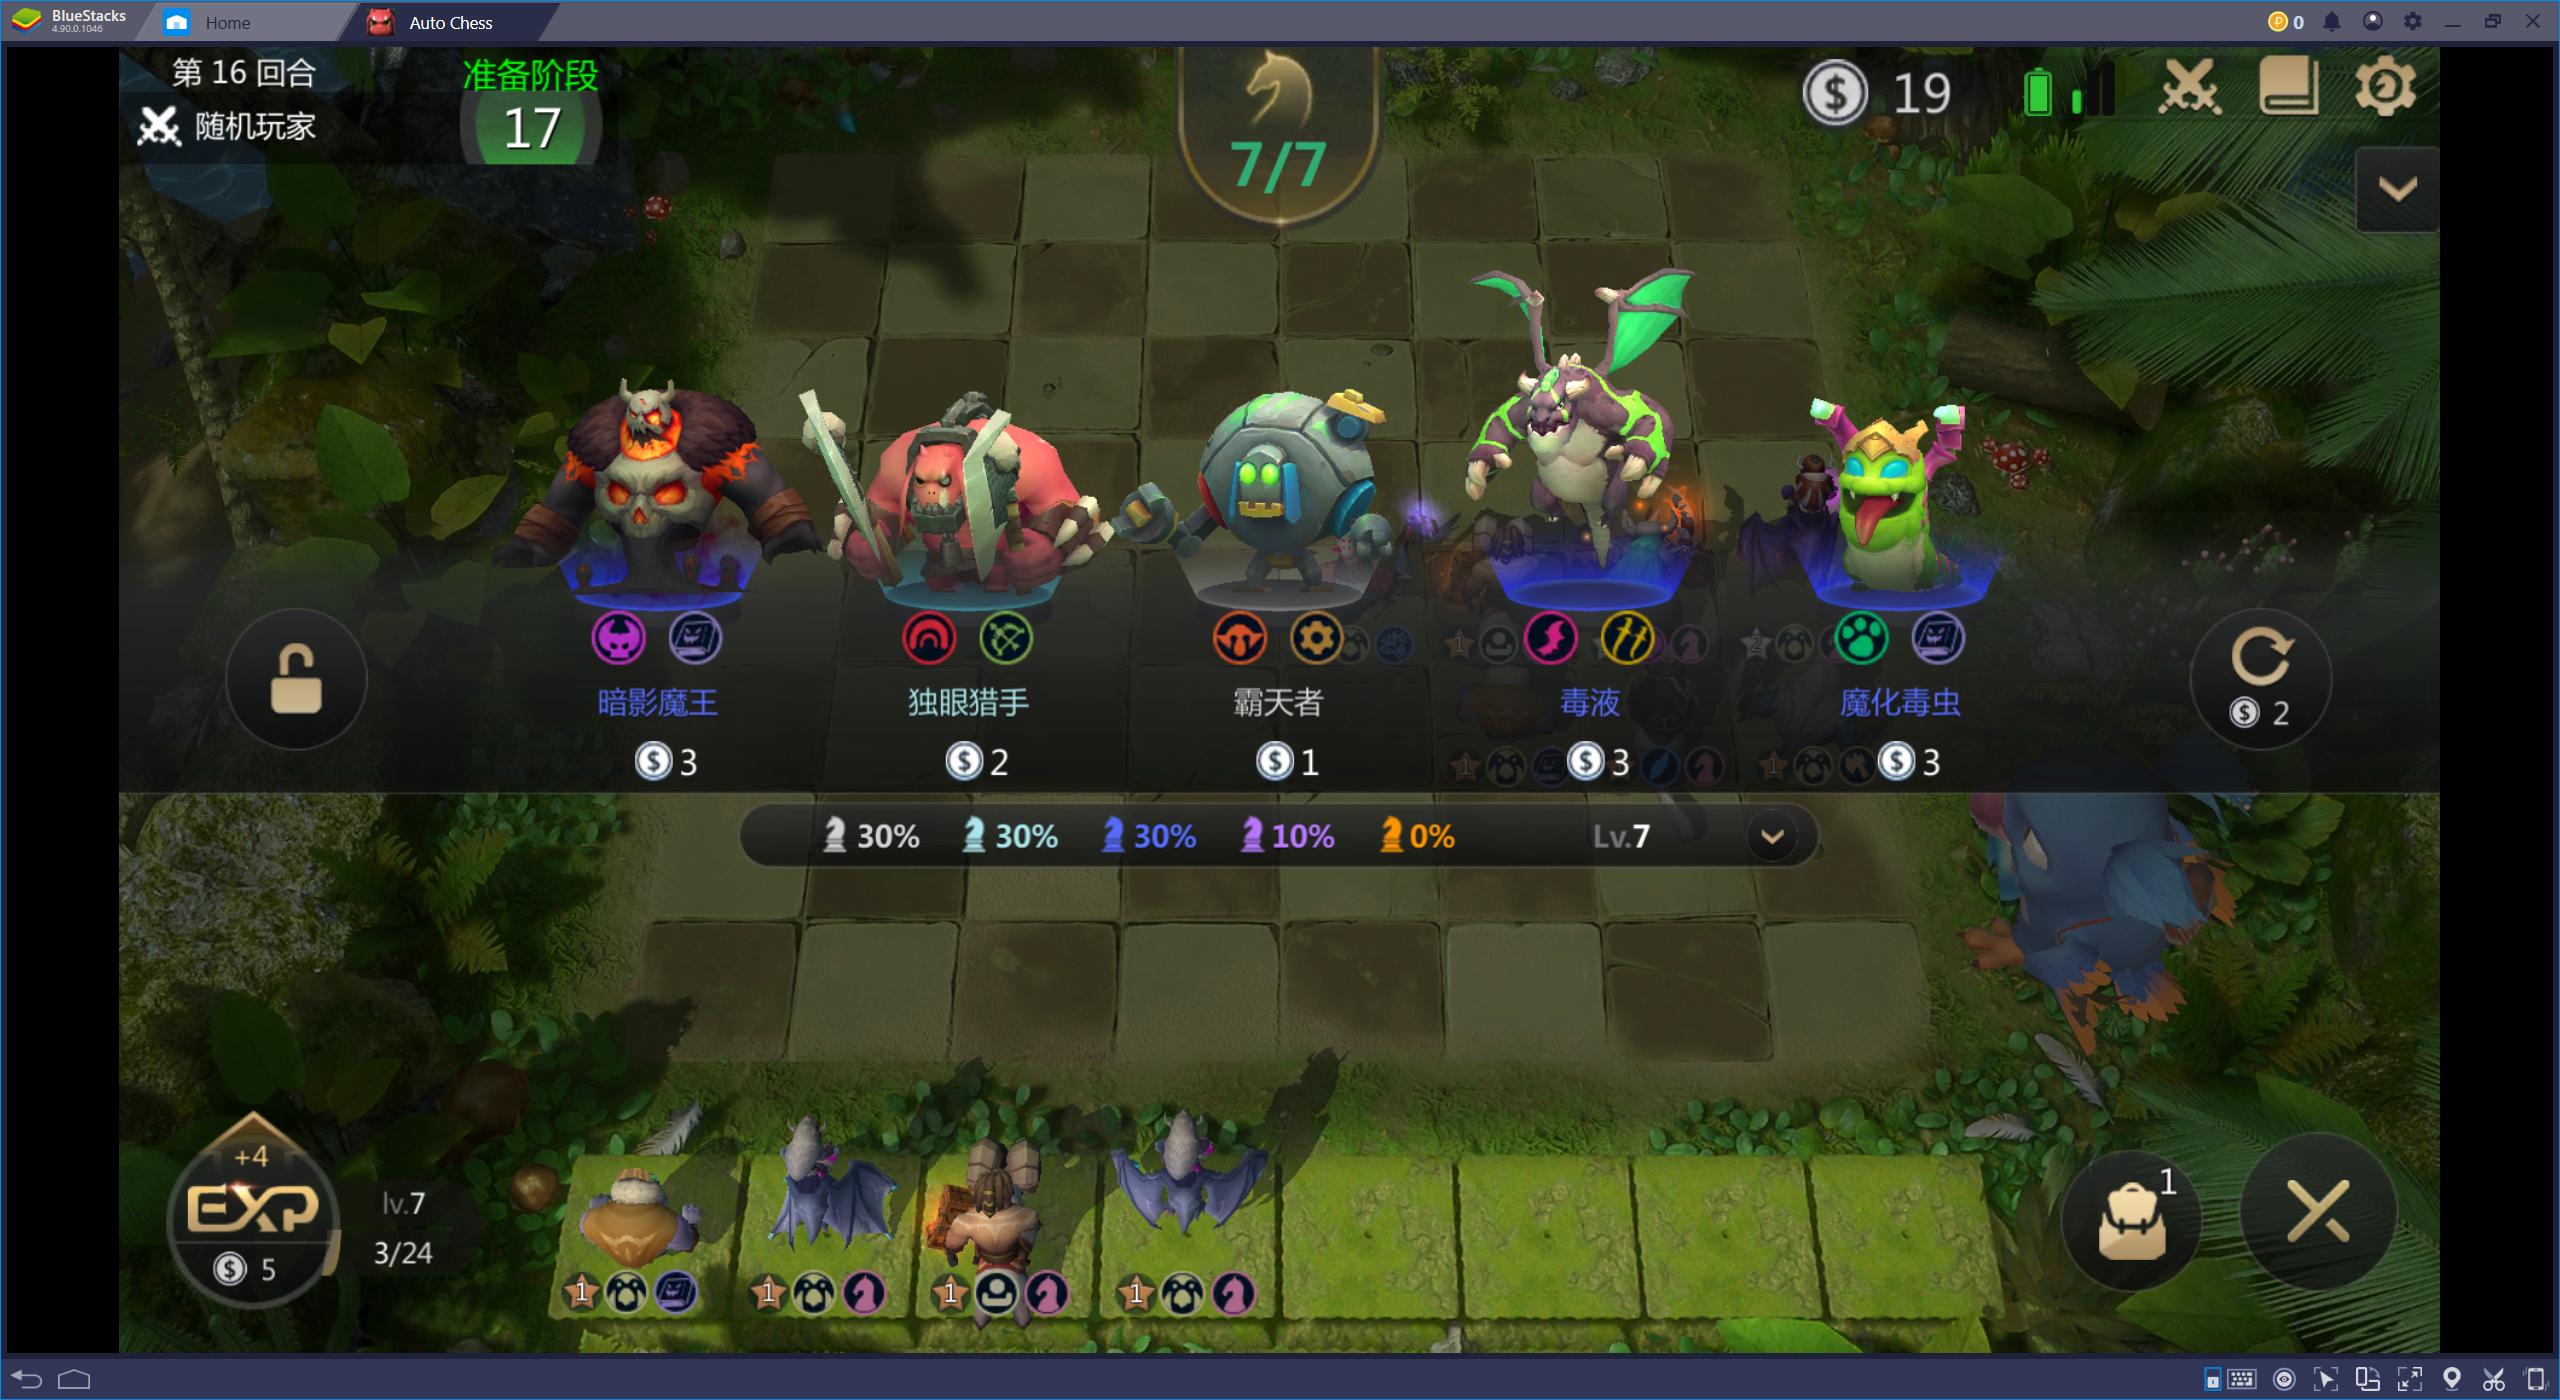 BlueStacks
4.90.0.1046
Home
Auto Chess
0
第 16 回合
准备阶段
随机玩家
17
7/7
19
暗影魔王
独眼猎手
霸天者
毒液
魔化毒虫
3
2
1
3
3
2
30%
30%
30%
10%
0%
Lv.7
+4
EXP
5
lv.7
3/24
1
1
1
1
1